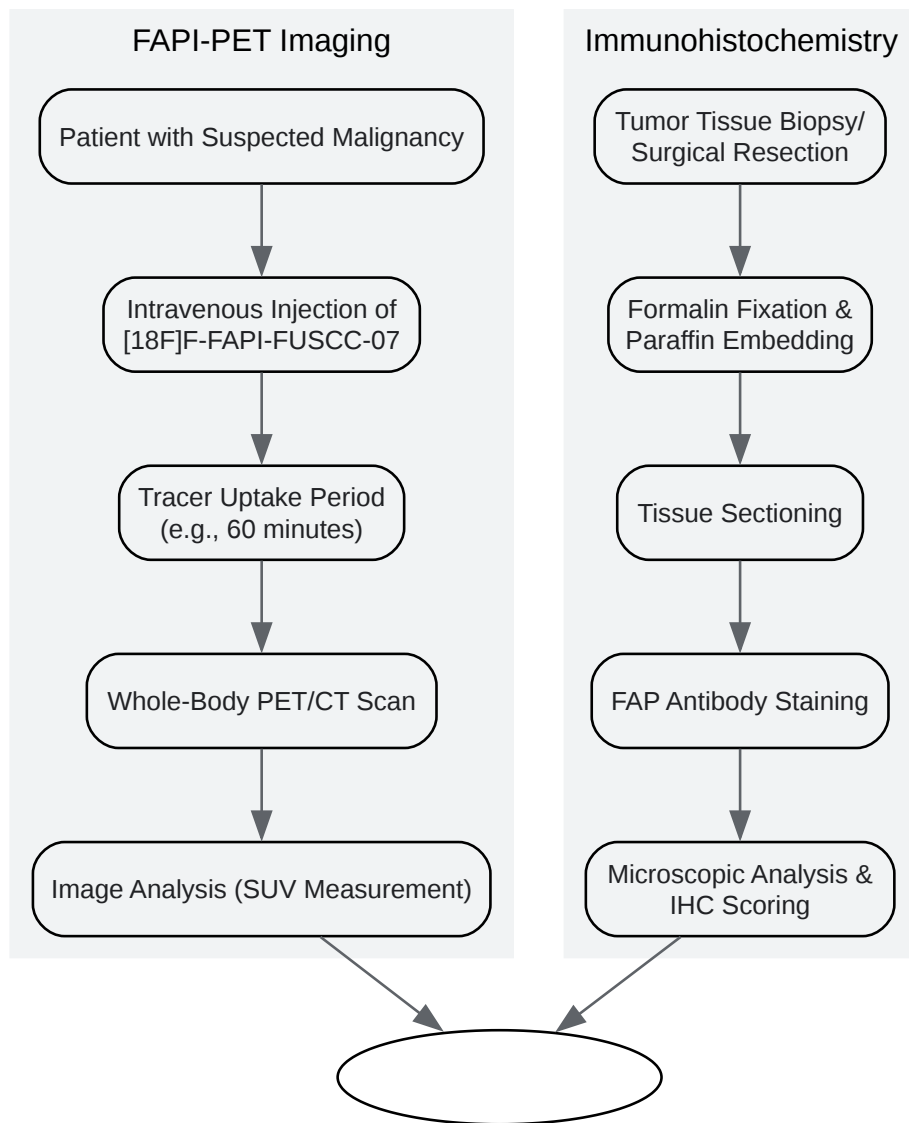 FAPI-PET Imaging
Patient with Suspected Malignancy
Intravenous Injection of
[18F]F-FAPI-FUSCC-07
Tracer Uptake Period
(e.g., 60 minutes)
Whole-Body PET/CT Scan
Image Analysis (SUV Measurement)
Immunohistochemistry
Tumor Tissue Biopsy/
Surgical Resection
Formalin Fixation &
Paraffin Embedding
Tissue Sectioning
FAP Antibody Staining
Microscopic Analysis &
IHC Scoring